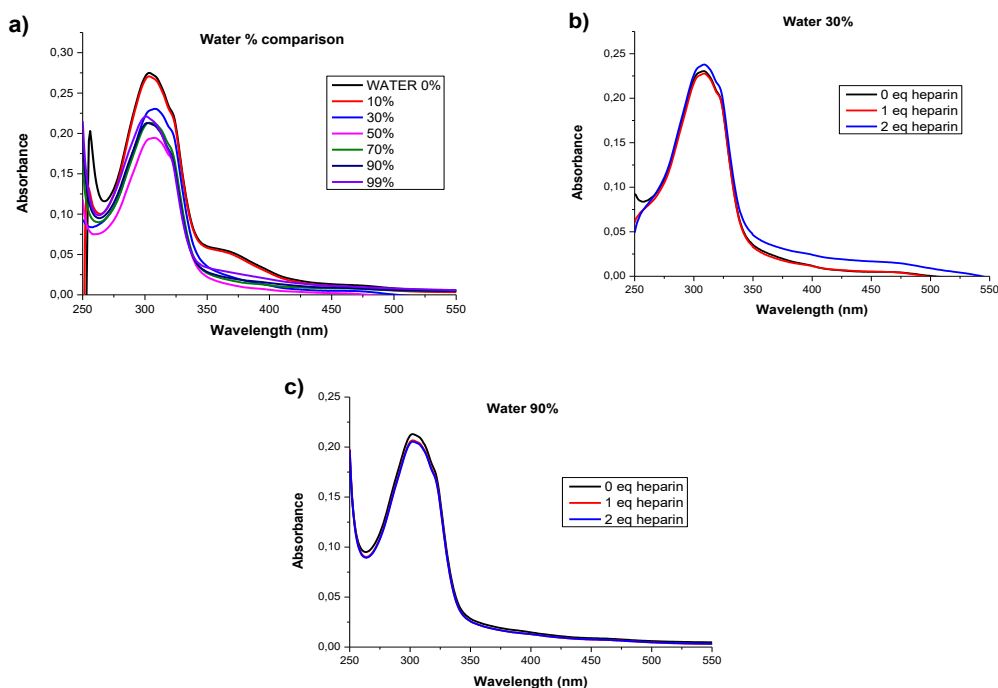 a)
Water % comparison
0,30
0,25
0,20
0,15
0,10
0,05
0,00
Absorbance
250 300 350 400 450 500 550
Wavelength (nm)
WATER 0%
10%
30%
50%
70%
90%
99%
b)
Water 30%
0,25
0,20
0,15
0,10
0,05
0,00
Absorbance
250 300 350 400 450 500 550
Wavelength (nm)
0 eq heparin
1 eq heparin
2 eq heparin
c)
Water 90%
0,25
0,20
0,15
0,10
0,05
0,00
Absorbance
250 300 350 400 450 500 550
Wavelength (nm)
0 eq heparin
1 eq heparin
2 eq heparin